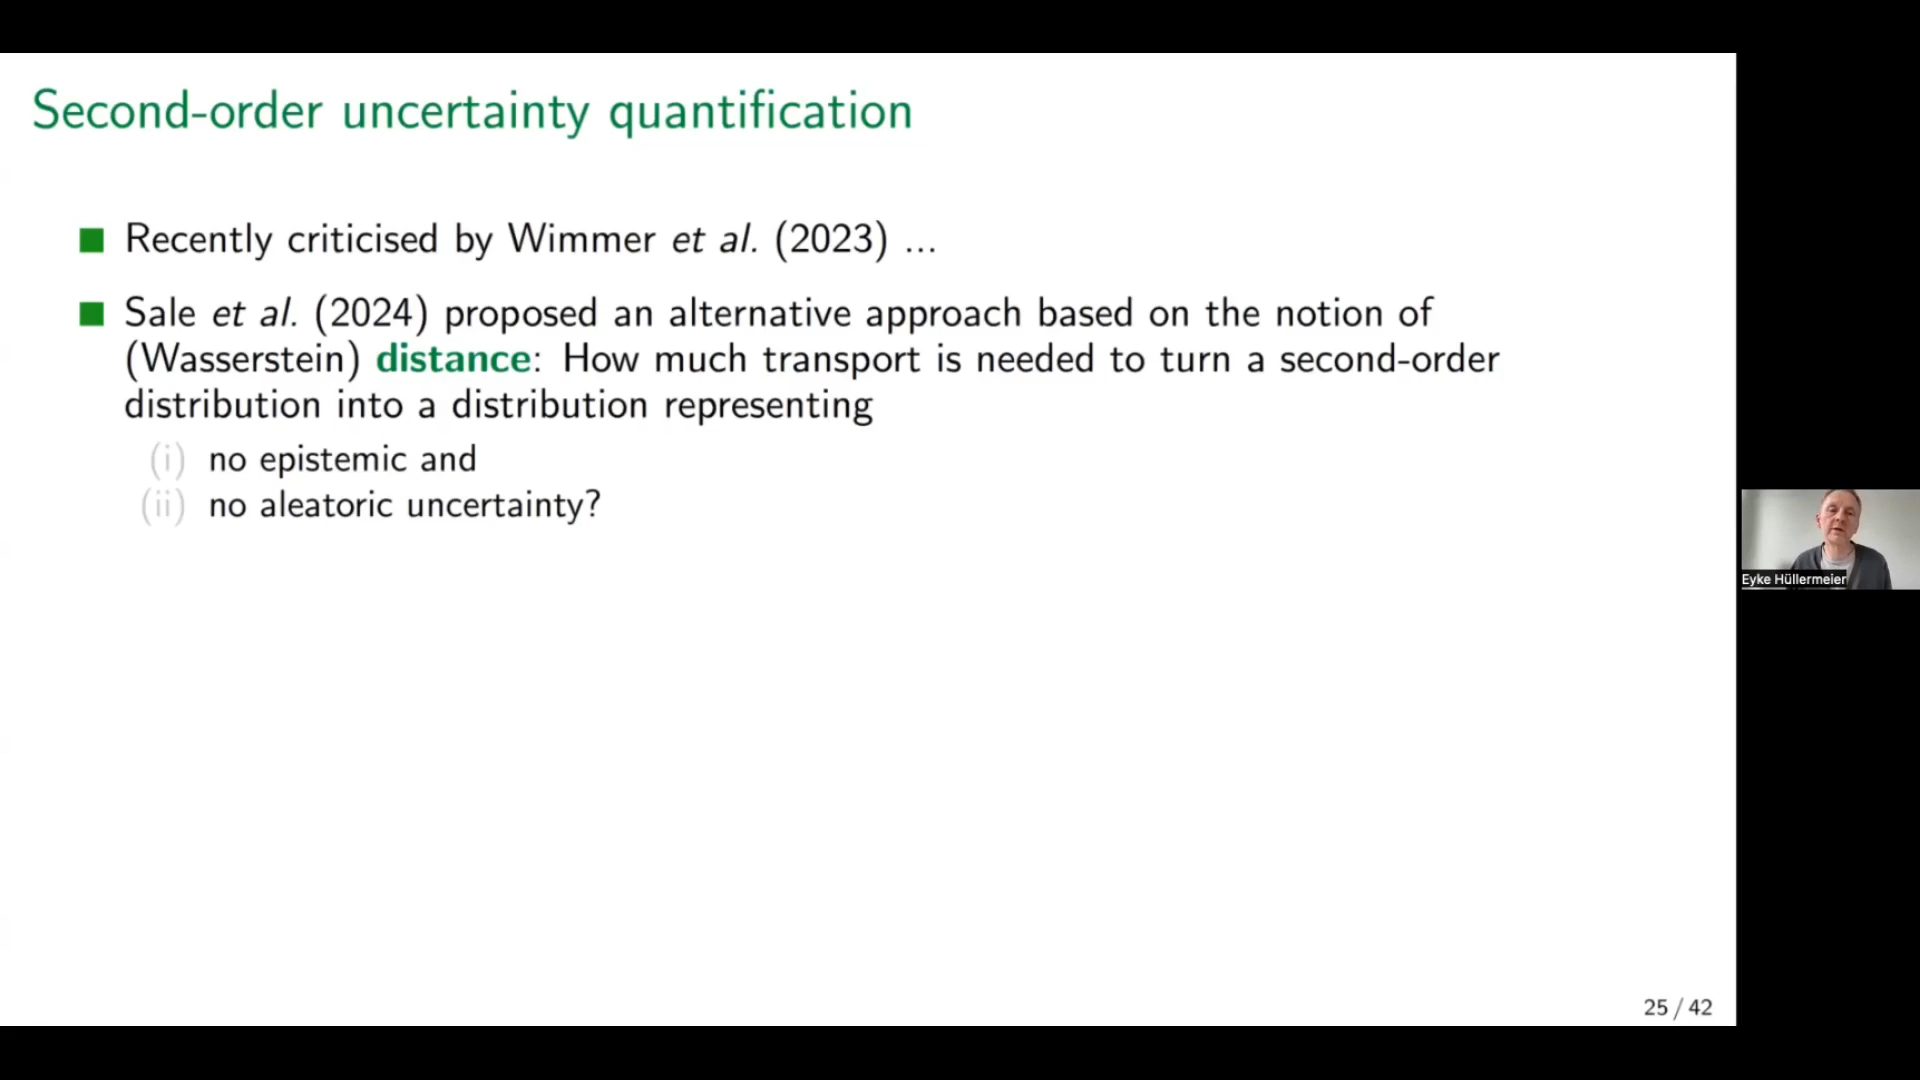 Second-order uncertainty quantification
Recently criticised by Wimmer et al. (2023) ...
Sale et al. (2024) proposed an alternative approach based on the notion of
(Wasserstein) distance: How much transport is needed to turn a second-order
distribution into a distribution representing
(i) no epistemic and
(ii) no aleatoric uncertainty?
Eyke Hüllermeier
25 / 42